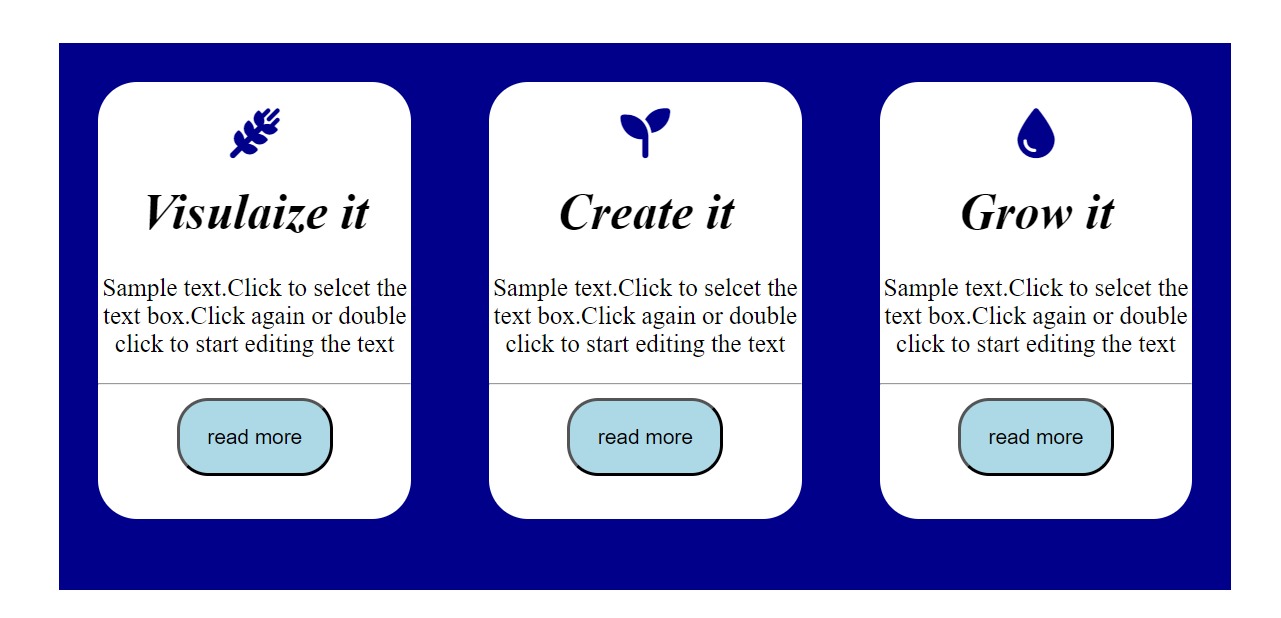 Visulaize it
Sample text.Click to selcet the
text box.Click again or double
click to start editing the text
read more
Create it
Sample text.Click to selcet the
text box.Click again or double
click to start editing the text
read more
Grow it
Sample text.Click to selcet the
text box.Click again or double
click to start editing the text
read more